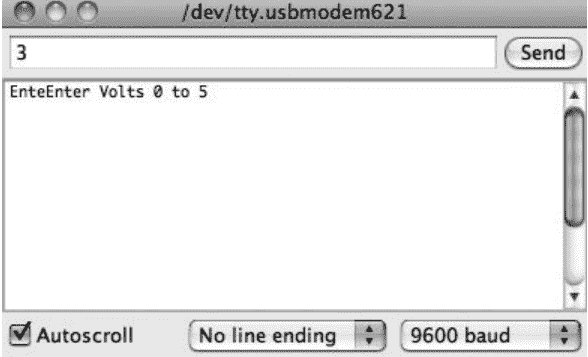 /dev/tty.usbmodem621
3
Send
EnteEnter Volts 0 to 5
Autoscroll
No line ending
9600 baud